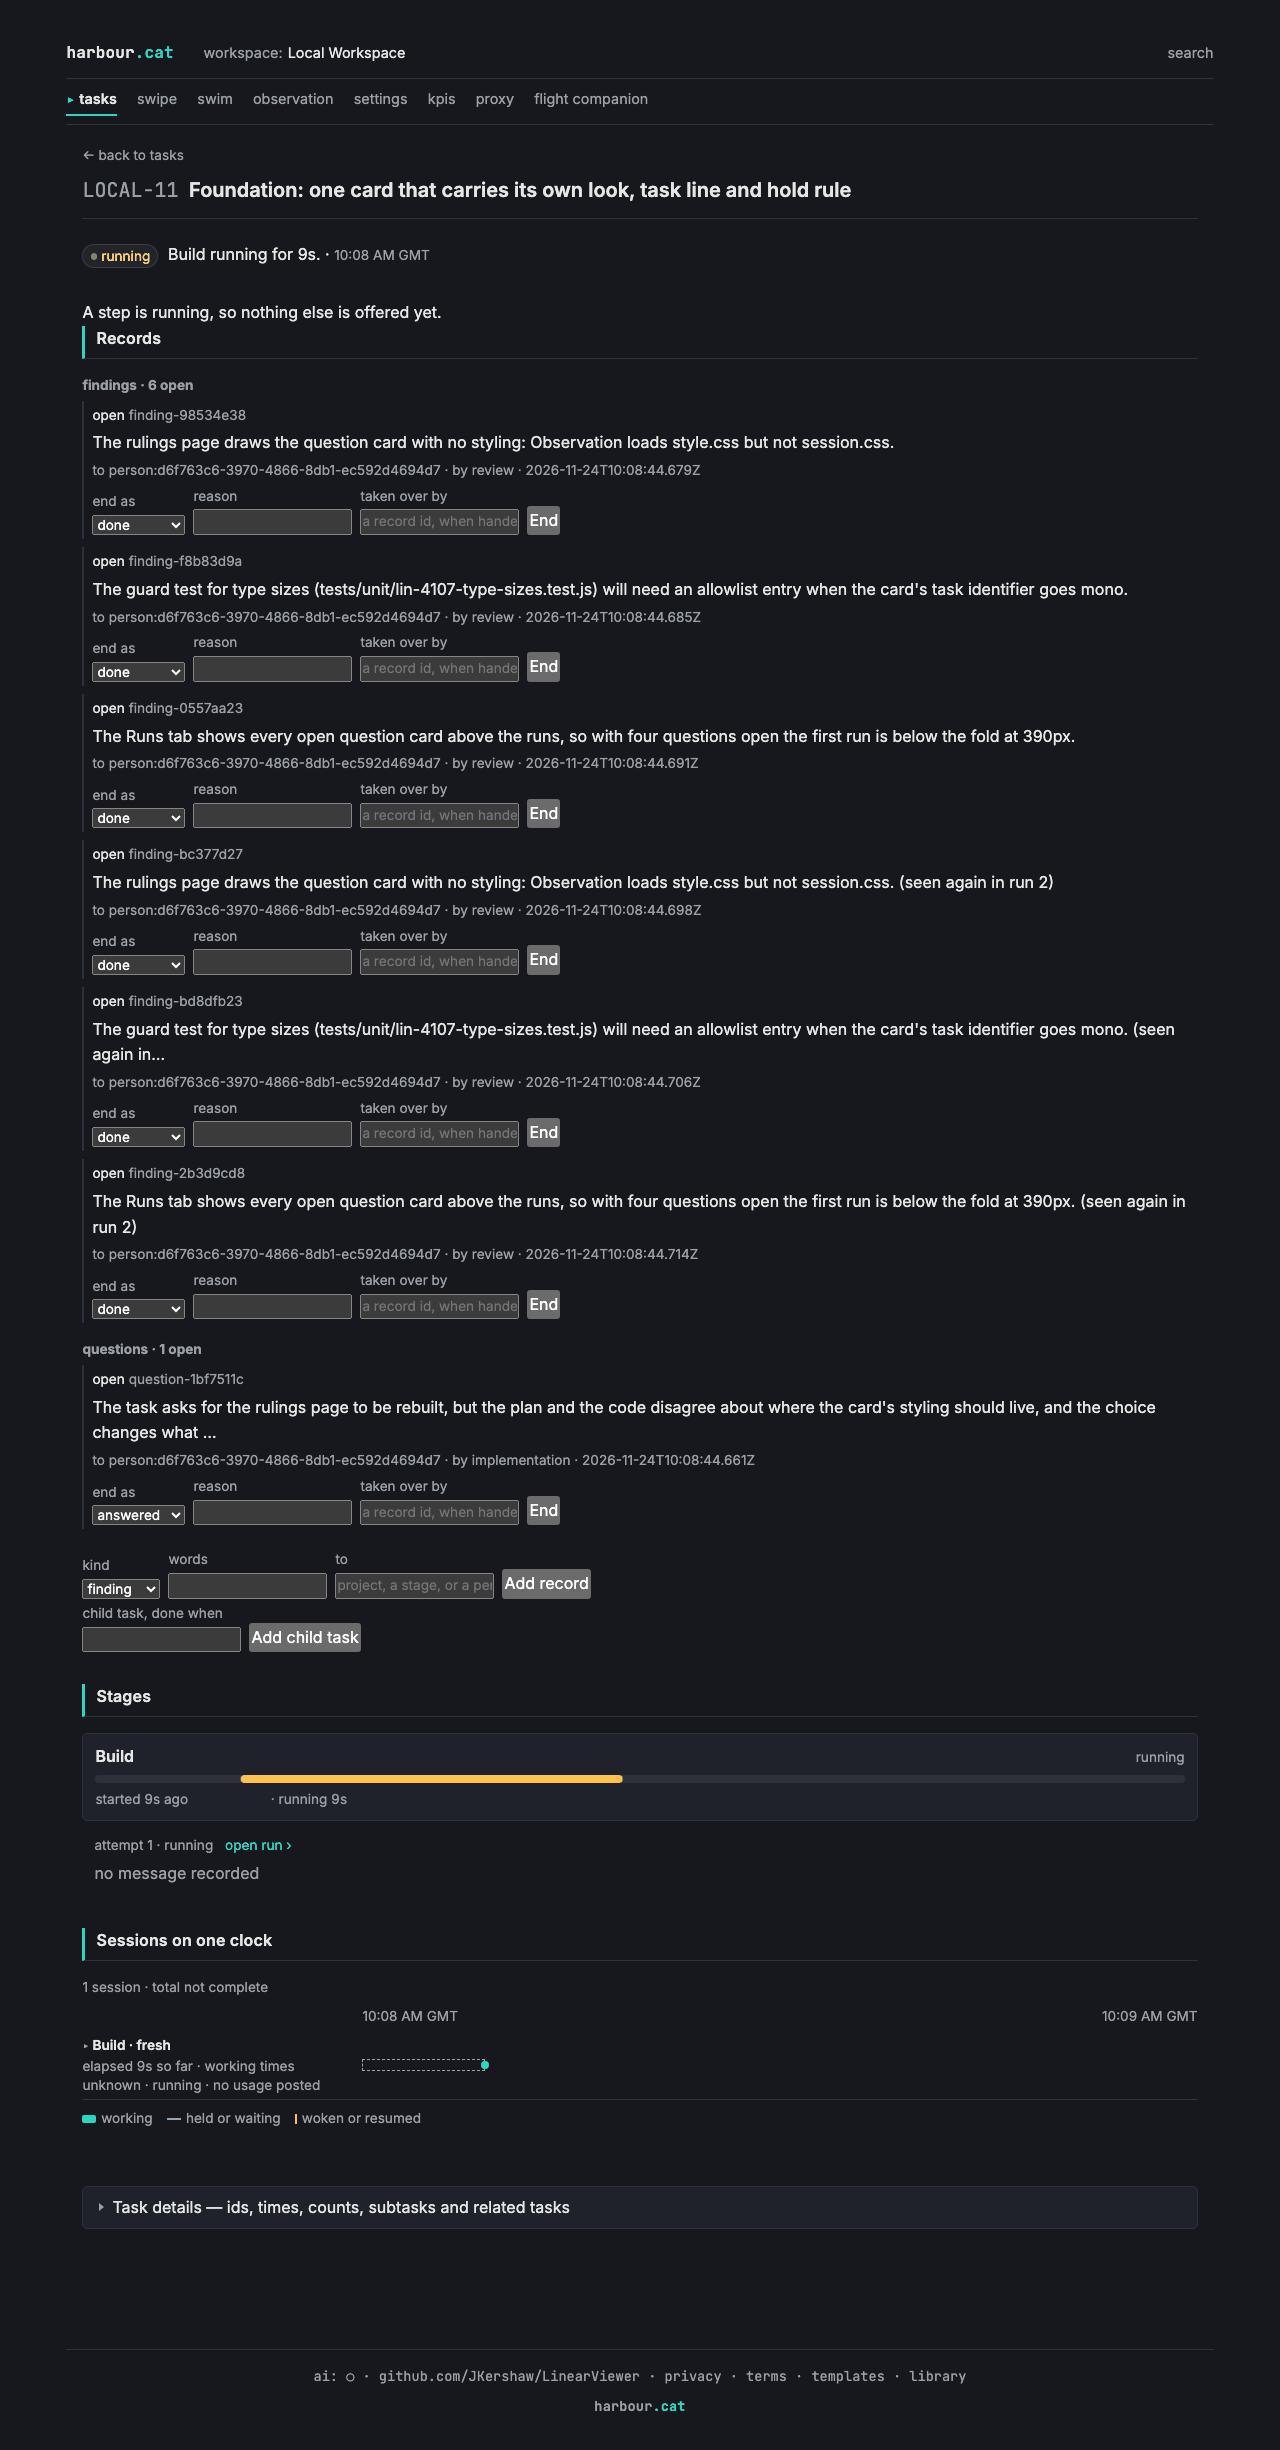 harbour.cat workspace: Local Workspace search
▸ tasks swipe swim observation settings kpis proxy flight companion
← back to tasks
LOCAL-11 Foundation: one card that carries its own look, task line and hold rule
running Build running for 9s. · 10:08 AM GMT
A step is running, so nothing else is offered yet.
Records
findings · 6 open
open finding-98534e38
The rulings page draws the question card with no styling: Observation loads style.css but not session.css.
to person:d6f763c6-3970-4866-8db1-ec592d4694d7 · by review · 2026-11-24T10:08:44.679Z
end as reason taken over by
done a record id, when hande End
open finding-f8b83d9a
The guard test for type sizes (tests/unit/lin-4107-type-sizes.test.js) will need an allowlist entry when the card's task identifier goes mono.
to person:d6f763c6-3970-4866-8db1-ec592d4694d7 · by review · 2026-11-24T10:08:44.685Z
end as reason taken over by
done a record id, when hande End
open finding-0557aa23
The Runs tab shows every open question card above the runs, so with four questions open the first run is below the fold at 390px.
to person:d6f763c6-3970-4866-8db1-ec592d4694d7 · by review · 2026-11-24T10:08:44.691Z
end as reason taken over by
done a record id, when hande End
open finding-bc377d27
The rulings page draws the question card with no styling: Observation loads style.css but not session.css. (seen again in run 2)
to person:d6f763c6-3970-4866-8db1-ec592d4694d7 · by review · 2026-11-24T10:08:44.698Z
end as reason taken over by
done a record id, when hande End
open finding-bd8dfb23
The guard test for type sizes (tests/unit/lin-4107-type-sizes.test.js) will need an allowlist entry when the card's task identifier goes mono. (seen
again in...
to person:d6f763c6-3970-4866-8db1-ec592d4694d7 · by review · 2026-11-24T10:08:44.706Z
end as reason taken over by
done a record id, when hande End
open finding-2b3d9cd8
The Runs tab shows every open question card above the runs, so with four questions open the first run is below the fold at 390px. (seen again in
run 2)
to person:d6f763c6-3970-4866-8db1-ec592d4694d7 · by review · 2026-11-24T10:08:44.714Z
end as reason taken over by
done a record id, when hande End
questions · 1 open
open question-1bf7511c
The task asks for the rulings page to be rebuilt, but the plan and the code disagree about where the card's styling should live, and the choice
changes what ...
to person:d6f763c6-3970-4866-8db1-ec592d4694d7 · by implementation · 2026-11-24T10:08:44.661Z
end as reason taken over by
answered a record id, when hande End
kind words to
finding project, a stage, or a per Add record
child task, done when
Add child task
Stages
Build running
started 9s ago · running 9s
attempt 1 · running open run ›
no message recorded
Sessions on one clock
1 session · total not complete
10:08 AM GMT 10:09 AM GMT
▸ Build · fresh
elapsed 9s so far · working times
unknown · running · no usage posted
working held or waiting woken or resumed
▸ Task details — ids, times, counts, subtasks and related tasks
ai: ○ · github.com/JKershaw/LinearViewer · privacy · terms · templates · library
harbour.cat